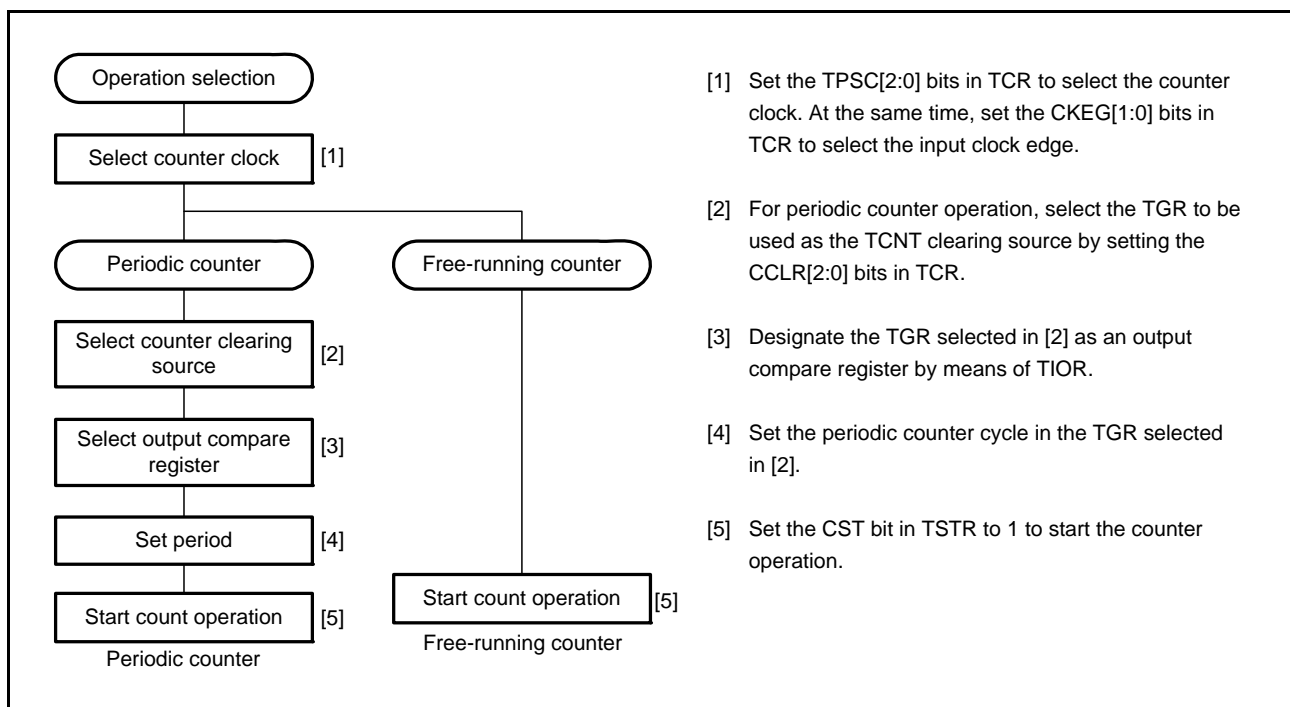 Operation selection
Select counter clock
[1]
Periodic counter
Free-running counter
Select counter clearing
source
[2]
Select output compare
register
[3]
Set period
[4]
Start count operation
[5]
Periodic counter
Start count operation
[5]
Free-running counter
[1] Set the TPSC[2:0] bits in TCR to select the counter
clock. At the same time, set the CKEG[1:0] bits in
TCR to select the input clock edge.
[2] For periodic counter operation, select the TGR to be
used as the TCNT clearing source by setting the
CCLR[2:0] bits in TCR.
[3] Designate the TGR selected in [2] as an output
compare register by means of TIOR.
[4] Set the periodic counter cycle in the TGR selected
in [2].
[5] Set the CST bit in TSTR to 1 to start the counter
operation.